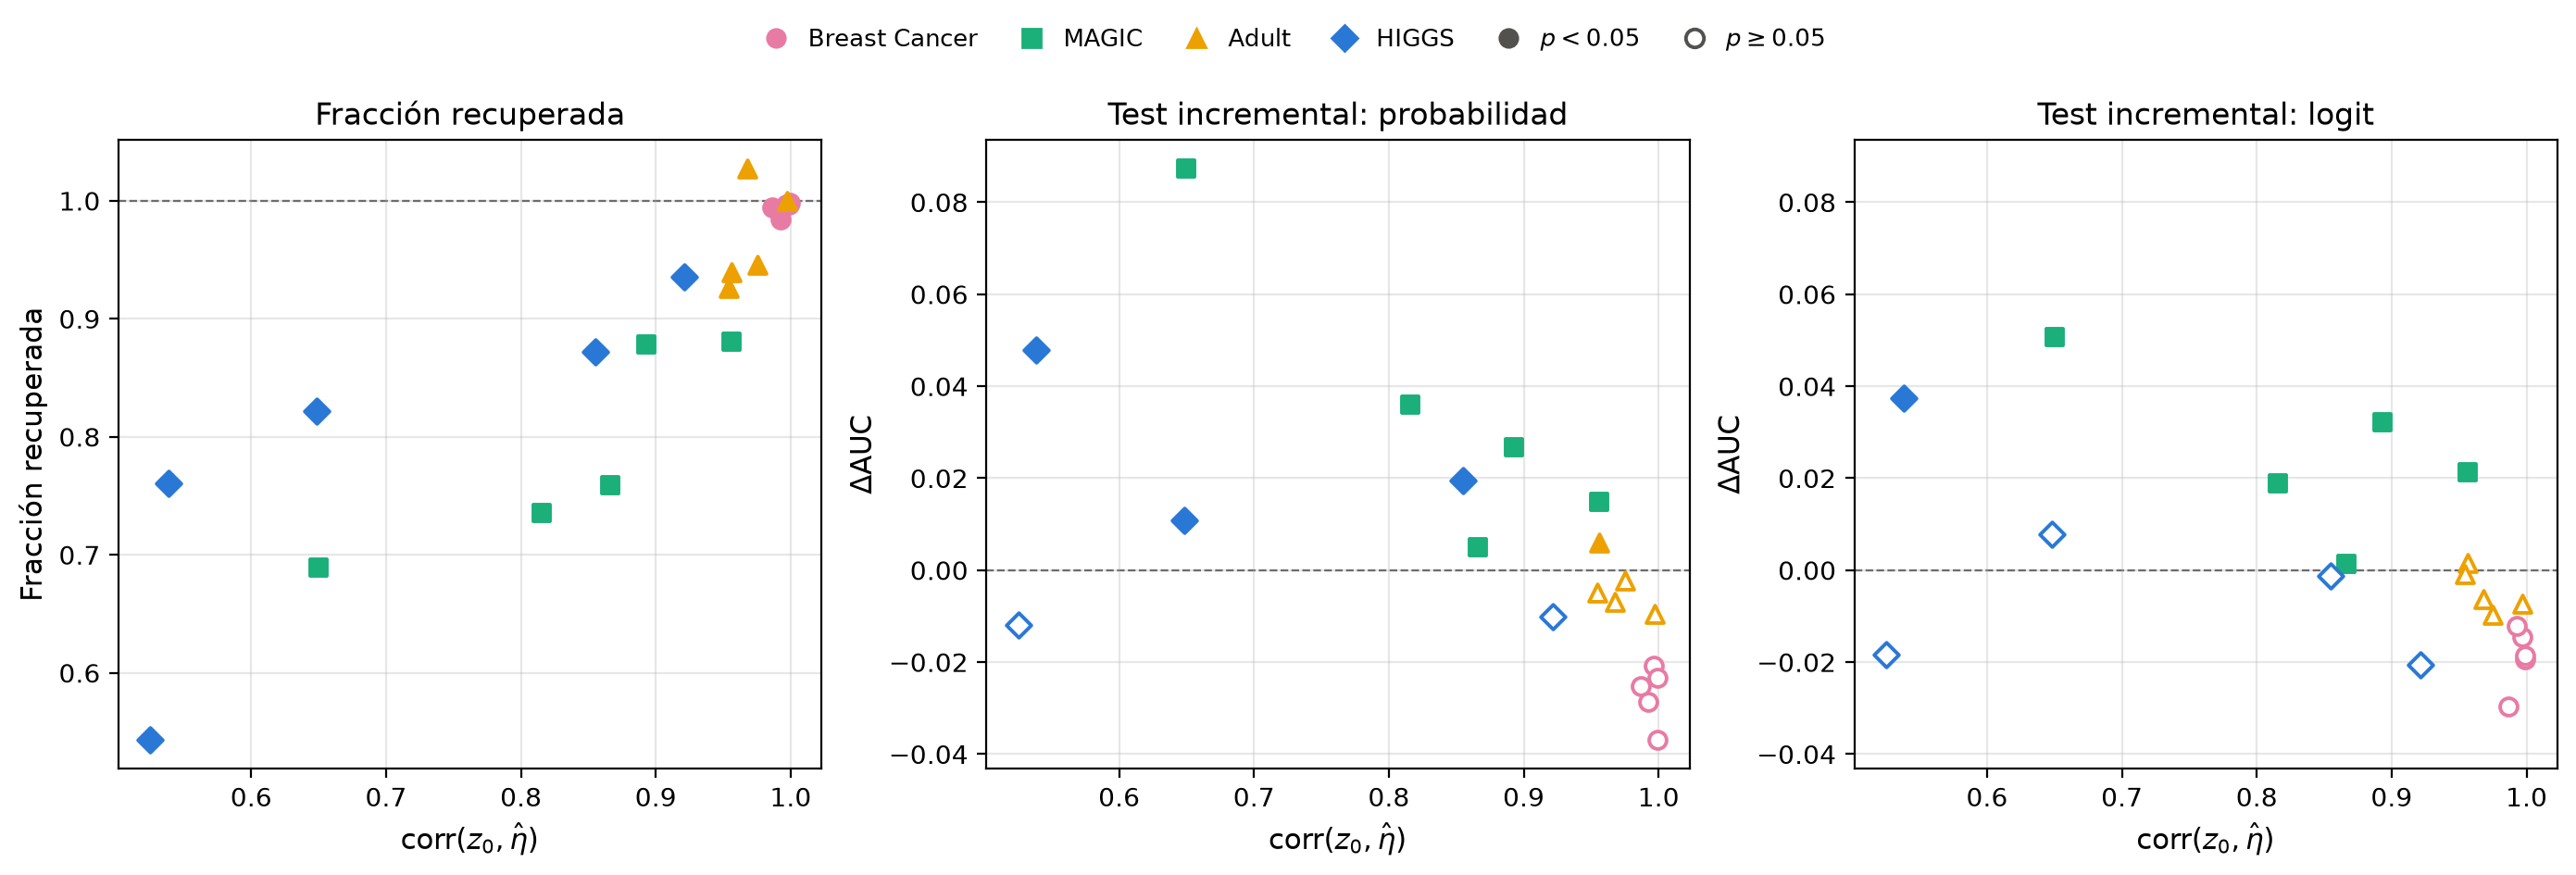 Breast Cancer MAGIC Adult HIGGS p < 0.05 p ≥ 0.05
Fracción recuperada
Fracción recuperada
1.0
0.9
0.8
0.7
0.6
0.6 0.7 0.8 0.9 1.0
corr(z₀, η̂)
Test incremental: probabilidad
ΔAUC
0.08
0.06
0.04
0.02
0.00
−0.02
−0.04
0.6 0.7 0.8 0.9 1.0
corr(z₀, η̂)
Test incremental: logit
ΔAUC
0.08
0.06
0.04
0.02
0.00
−0.02
−0.04
0.6 0.7 0.8 0.9 1.0
corr(z₀, η̂)